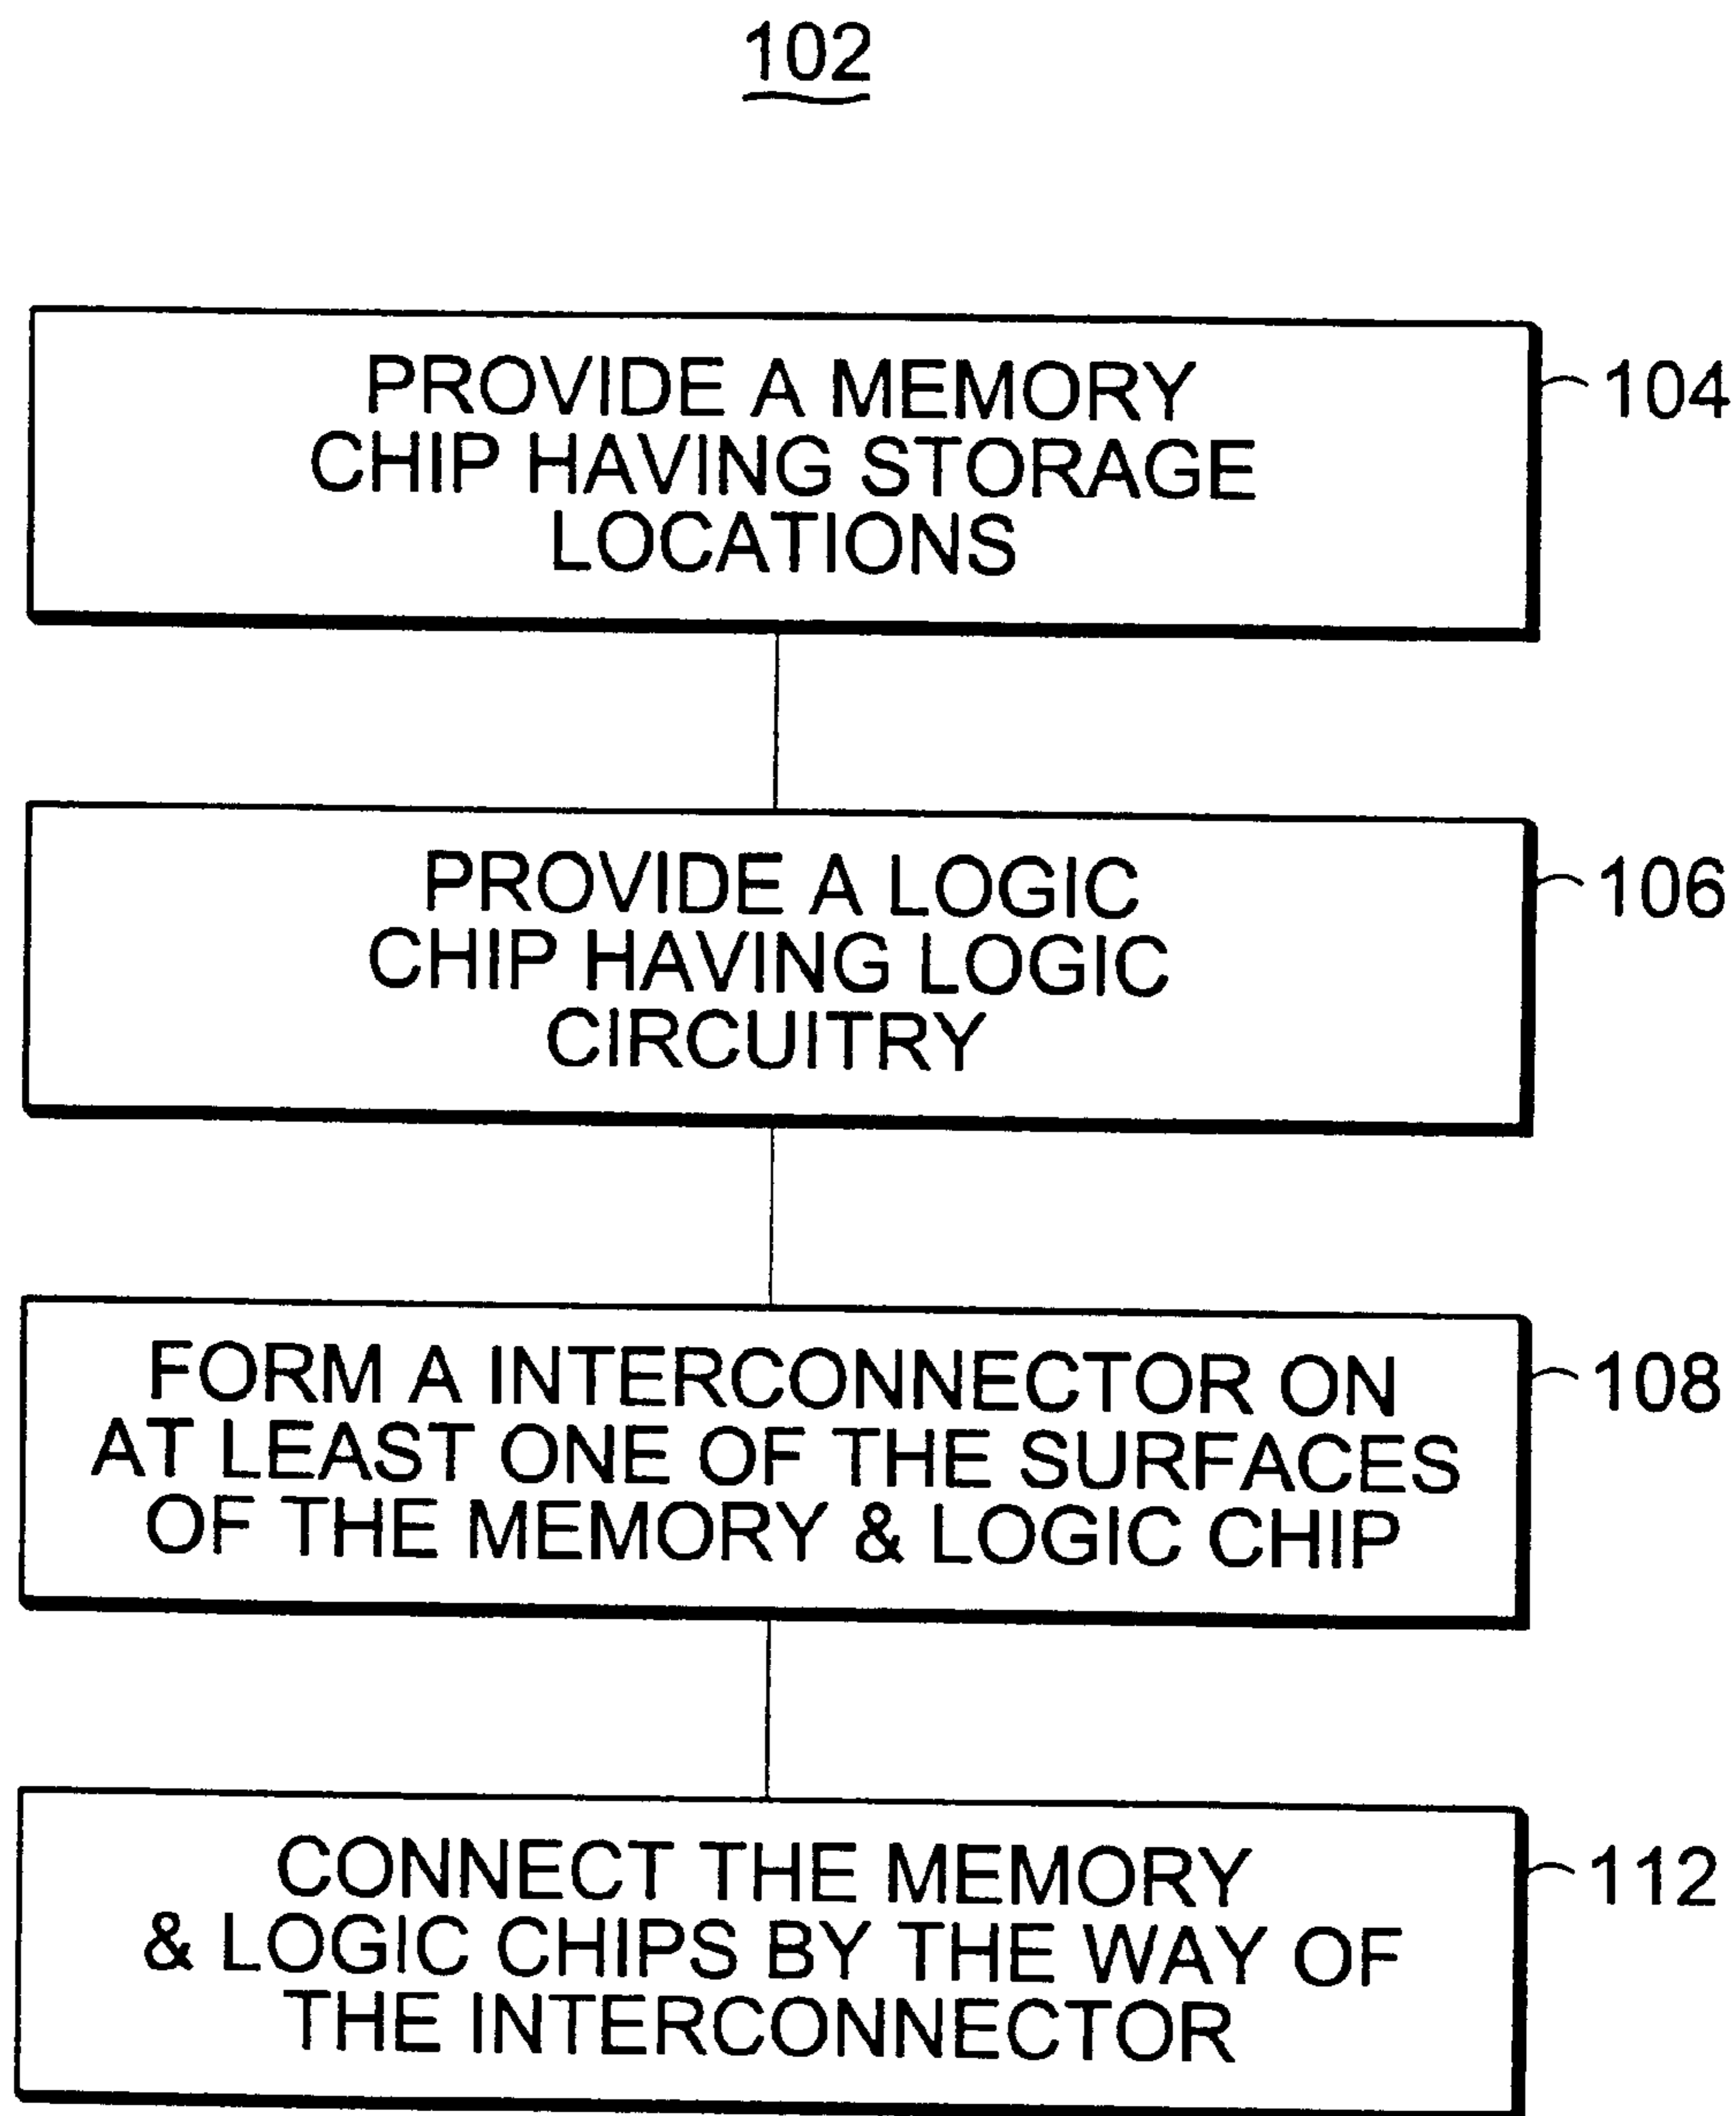 102
PROVIDE A MEMORY
CHIP HAVING STORAGE
LOCATIONS
104
PROVIDE A LOGIC
CHIP HAVING LOGIC
CIRCUITRY
106
FORM A INTERCONNECTOR ON
AT LEAST ONE OF THE SURFACES
OF THE MEMORY & LOGIC CHIP
108
CONNECT THE MEMORY
& LOGIC CHIPS BY THE WAY OF
THE INTERCONNECTOR
112